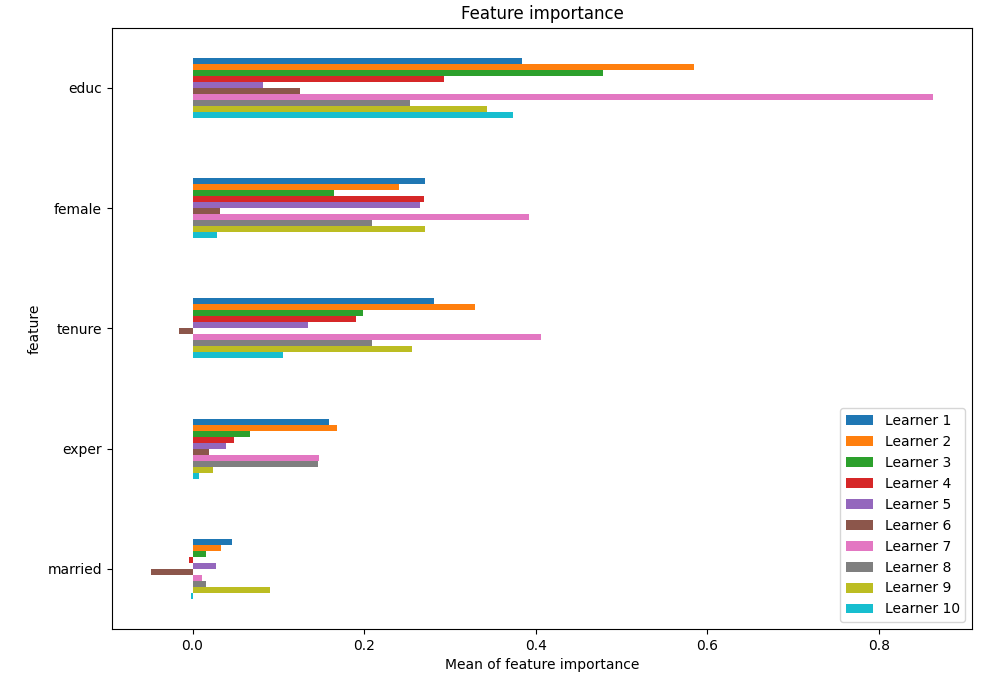 Feature importance
educ
female
tenure
exper
married
feature
0.0
0.2
0.4
0.6
0.8
Mean of feature importance
Learner 1
Learner 2
Learner 3
Learner 4
Learner 5
Learner 6
Learner 7
Learner 8
Learner 9
Learner 10